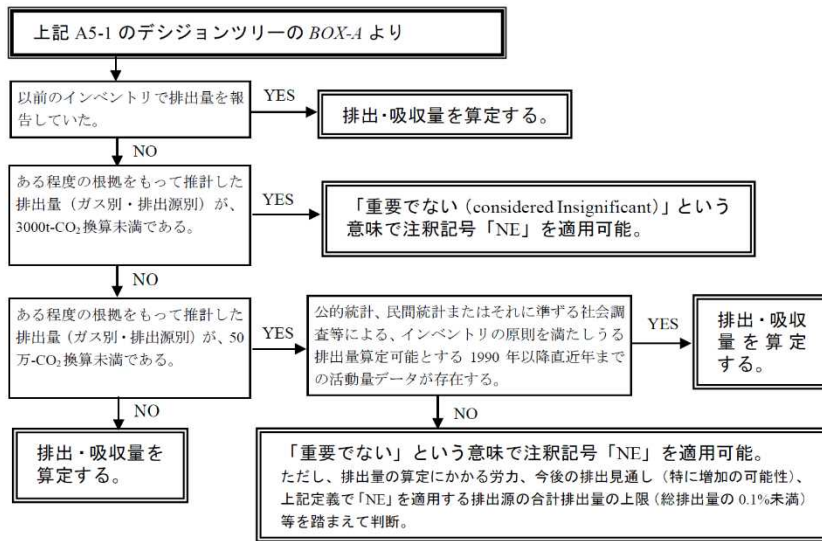 上記 A5-1 のデシジョンツリーの BOX-A より
以前のインベントリで排出量を報
告していた。
YES
排出・吸収量を算定する。
NO
ある程度の根拠をもって推計した
排出量（ガス別・排出源別）が、
3000t-CO2 換算未満である。
YES
「重要でない（considered Insignificant）」という
意味で注釈記号「NE」を適用可能。
NO
ある程度の根拠をもって推計した
排出量（ガス別・排出源別）が、50
万-CO2 換算未満である。
YES
公的統計、民間統計またはそれに準ずる社会調
査等による、インベントリの原則を満たしうる
排出量算定可能とする 1990 年以降直近年まで
の活動量データが存在する。
YES
排出・吸収
量を算定
する。
NO
排出・吸収量を
算定する。
NO
「重要でない」という意味で注釈記号「NE」を適用可能。
ただし、排出量の算定にかかる労力、今後の排出見通し（特に増加の可能性）、
上記定義で「NE」を適用する排出源の合計排出量の上限（総排出量の 0.1%未満）
等を踏まえて判断。